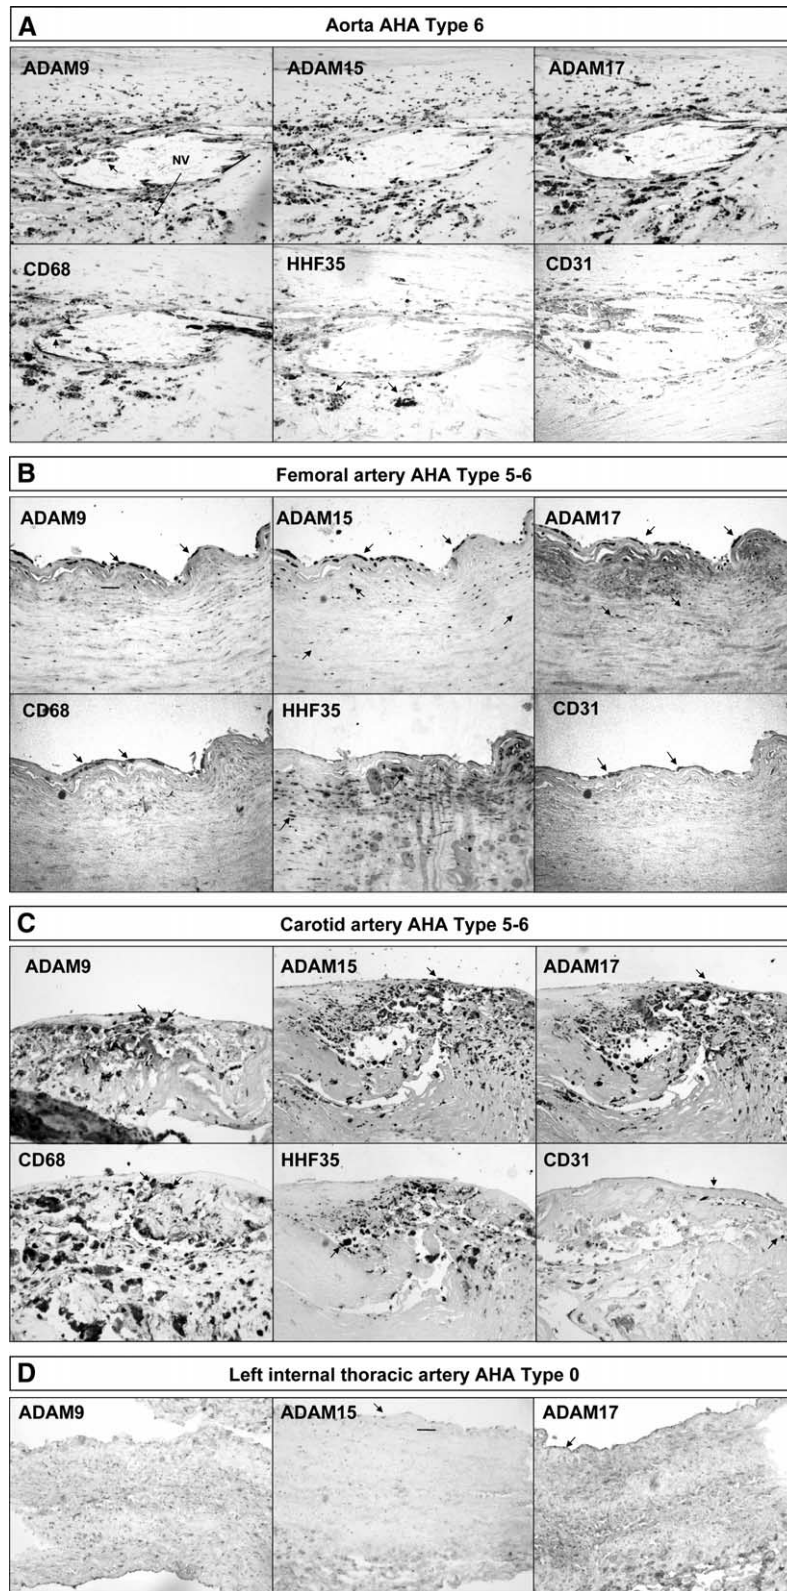 A
Aorta AHA Type 6
ADAM9
ADAM15
ADAM17
NV
CD68
HHF35
CD31
B
Femoral artery AHA Type 5-6
ADAM9
ADAM15
ADAM17
CD68
HHF35
CD31
C
Carotid artery AHA Type 5-6
ADAM9
ADAM15
ADAM17
CD68
HHF35
CD31
D
Left internal thoracic artery AHA Type 0
ADAM9
ADAM15
ADAM17